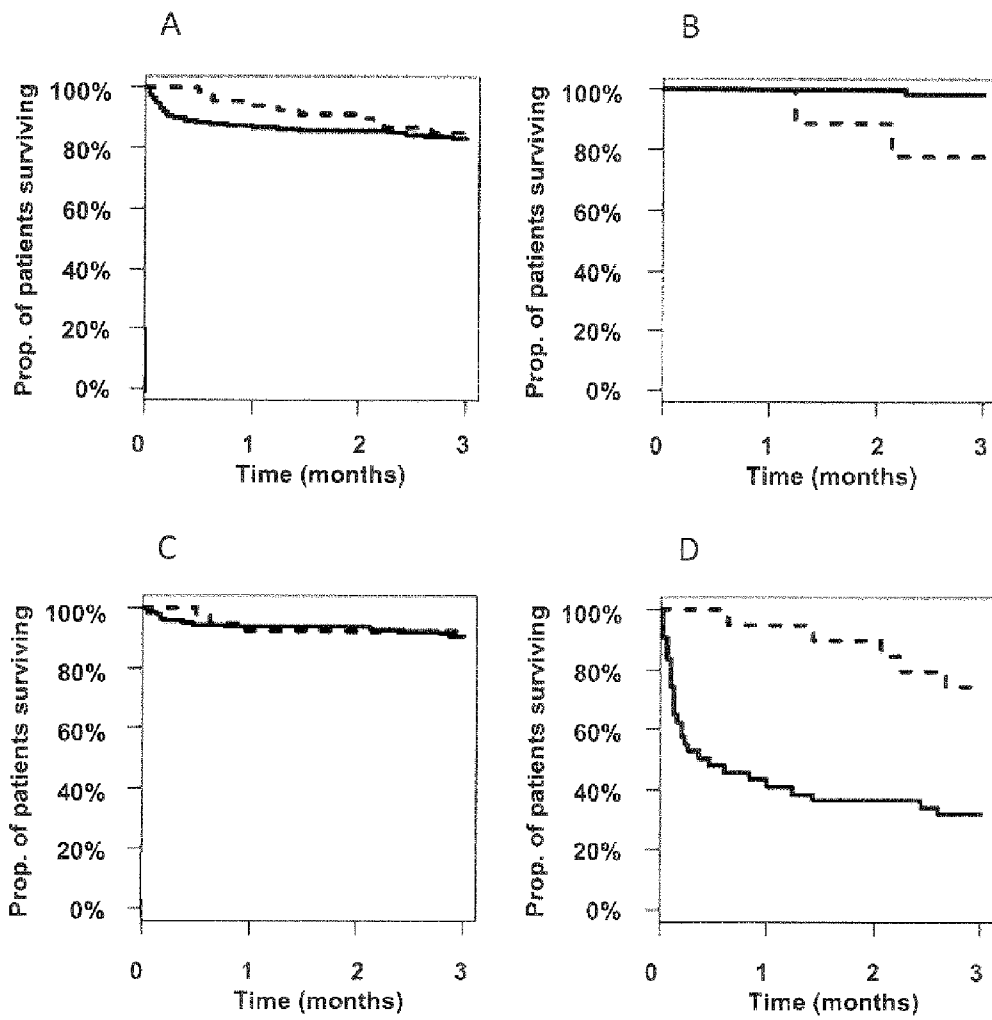 A
Prop. of patients surviving
100%
80%
60%
40%
20%
0%
0 1 2 3
Time (months)
B
Prop. of patients surviving
100%
80%
60%
40%
20%
0%
0 1 2 3
Time (months)
C
Prop. of patients surviving
100%
80%
60%
40%
20%
0%
0 1 2 3
Time (months)
D
Prop. of patients surviving
100%
80%
60%
40%
20%
0%
0 1 2 3
Time (months)